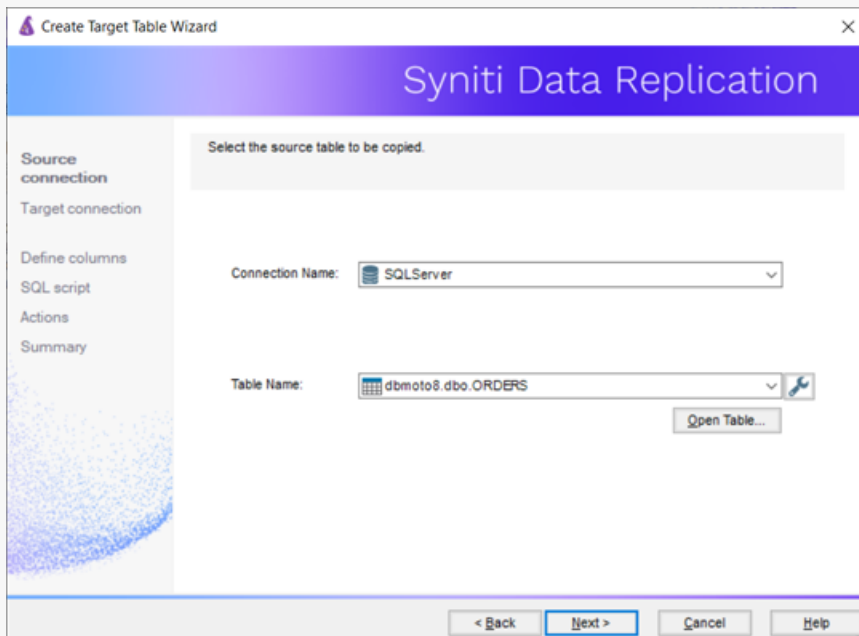 Create Target Table Wizard
Syniti Data Replication
Source
connection
Target connection
Define columns
SQL script
Actions
Summary
Select the source table to be copied.
Connection Name: SQLServer
Table Name: dbmoto8.dbo.ORDERS
Open Table...
< Back Next > Cancel Help